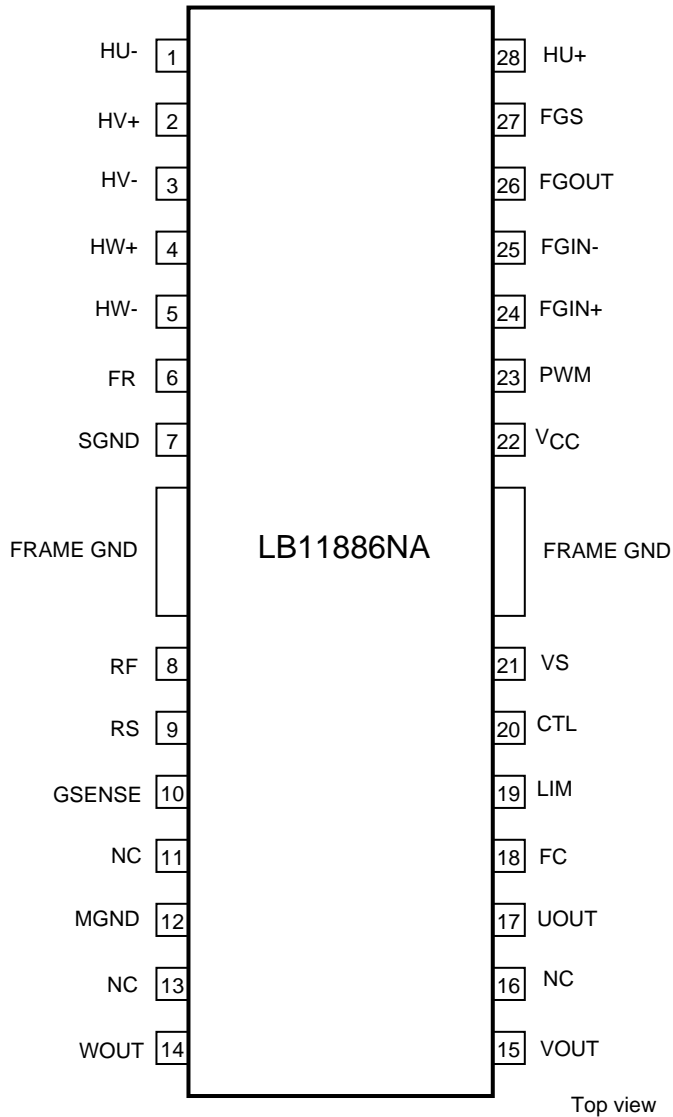 HU- 1 28 HU+
HV+ 2 27 FGS
HV- 3 26 FGOUT
HW+ 4 25 FGIN-
HW- 5 24 FGIN+
FR 6 23 PWM
SGND 7 22 VCC
FRAME GND LB11886NA FRAME GND
RF 8 21 VS
RS 9 20 CTL
GSENSE 10 19 LIM
NC 11 18 FC
MGND 12 17 UOUT
NC 13 16 NC
WOUT 14 15 VOUT
Top view